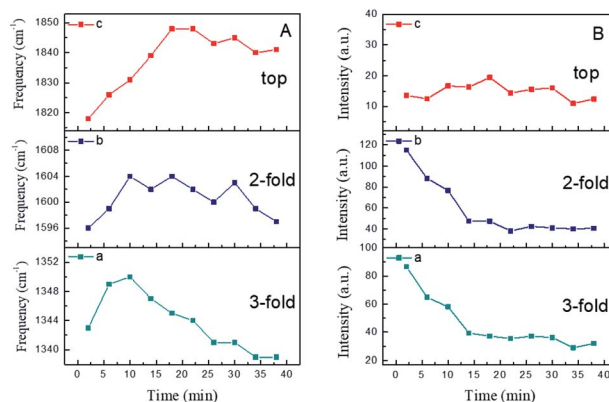 A
c
top
Frequency (cm⁻¹)
1850
1840
1830
1820
b
2-fold
Frequency (cm⁻¹)
1608
1604
1600
1596
a
3-fold
Frequency (cm⁻¹)
1352
1348
1344
1340
0 5 10 15 20 25 30 35 40
Time (min)
B
c
top
Intensity (a.u.)
40
30
20
10
b
2-fold
Intensity (a.u.)
120
100
80
60
40
a
3-fold
Intensity (a.u.)
100
80
60
40
20
0 5 10 15 20 25 30 35 40
Time (min)